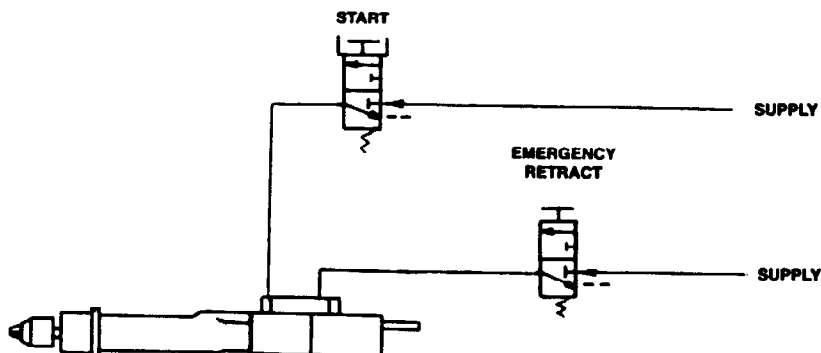 START
SUPPLY
EMERGENCY
RETRACT
SUPPLY